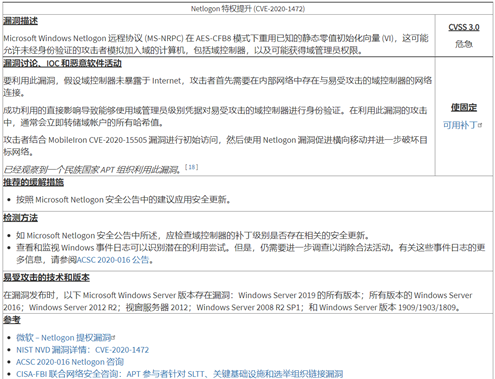 Netlogon 特权提升 (CVE-2020-1472)
漏洞描述
Microsoft Windows Netlogon 远程协议 (MS-NRPC) 在 AES-CFB8 模式下重用已知的静态零值初始化向量 (VI)，这可能
允许未经身份验证的攻击者模拟加入域的计算机，包括域控制器，以及可能获得域管理员权限。
CVSS 3.0
危急
漏洞讨论、IOC 和恶意软件活动
要利用此漏洞，假设域控制器未暴露于 Internet，攻击者首先需要在内部网络中存在与易受攻击的域控制器的网络
连接。
成功利用的直接影响导致能够使用域管理员级别凭据对易受攻击的域控制器进行身份验证。在利用此漏洞的攻击
中，通常会立即转储域帐户的所有哈希值。
攻击者结合 MobileIron CVE-2020-15505 漏洞进行初始访问，然后使用 Netlogon 漏洞促进横向移动并进一步破坏目
标网络。
已经观察到一个民族国家 APT 组织利用此漏洞。[18]
使固定
可用补丁
推荐的缓解措施
• 按照 Microsoft Netlogon 安全公告中的建议应用安全更新。
检测方法
• 如 Microsoft Netlogon 安全公告中所述，应检查域控制器的补丁级别是否存在相关的安全更新。
• 查看和监视 Windows 事件日志可以识别潜在的利用尝试。但是，仍需要进一步调查以消除合法活动。有关这些事件日志的更
多信息，请参阅ACSC 2020-016 公告。
易受攻击的技术和版本
在漏洞发布时，以下 Microsoft Windows Server 版本存在漏洞：Windows Server 2019 的所有版本；所有版本的 Windows Server
2016；Windows Server 2012 R2；视窗服务器 2012；Windows Server 2008 R2 SP1；和 Windows Server 版本 1909/1903/1809。
参考
• 微软 – Netlogon 提权漏洞
• NIST NVD 漏洞详情：CVE-2020-1472
• ACSC 2020-016 Netlogon 咨询
• CISA-FBI 联合网络安全咨询：APT 参与者针对 SLTT、关键基础设施和选举组织链漏洞